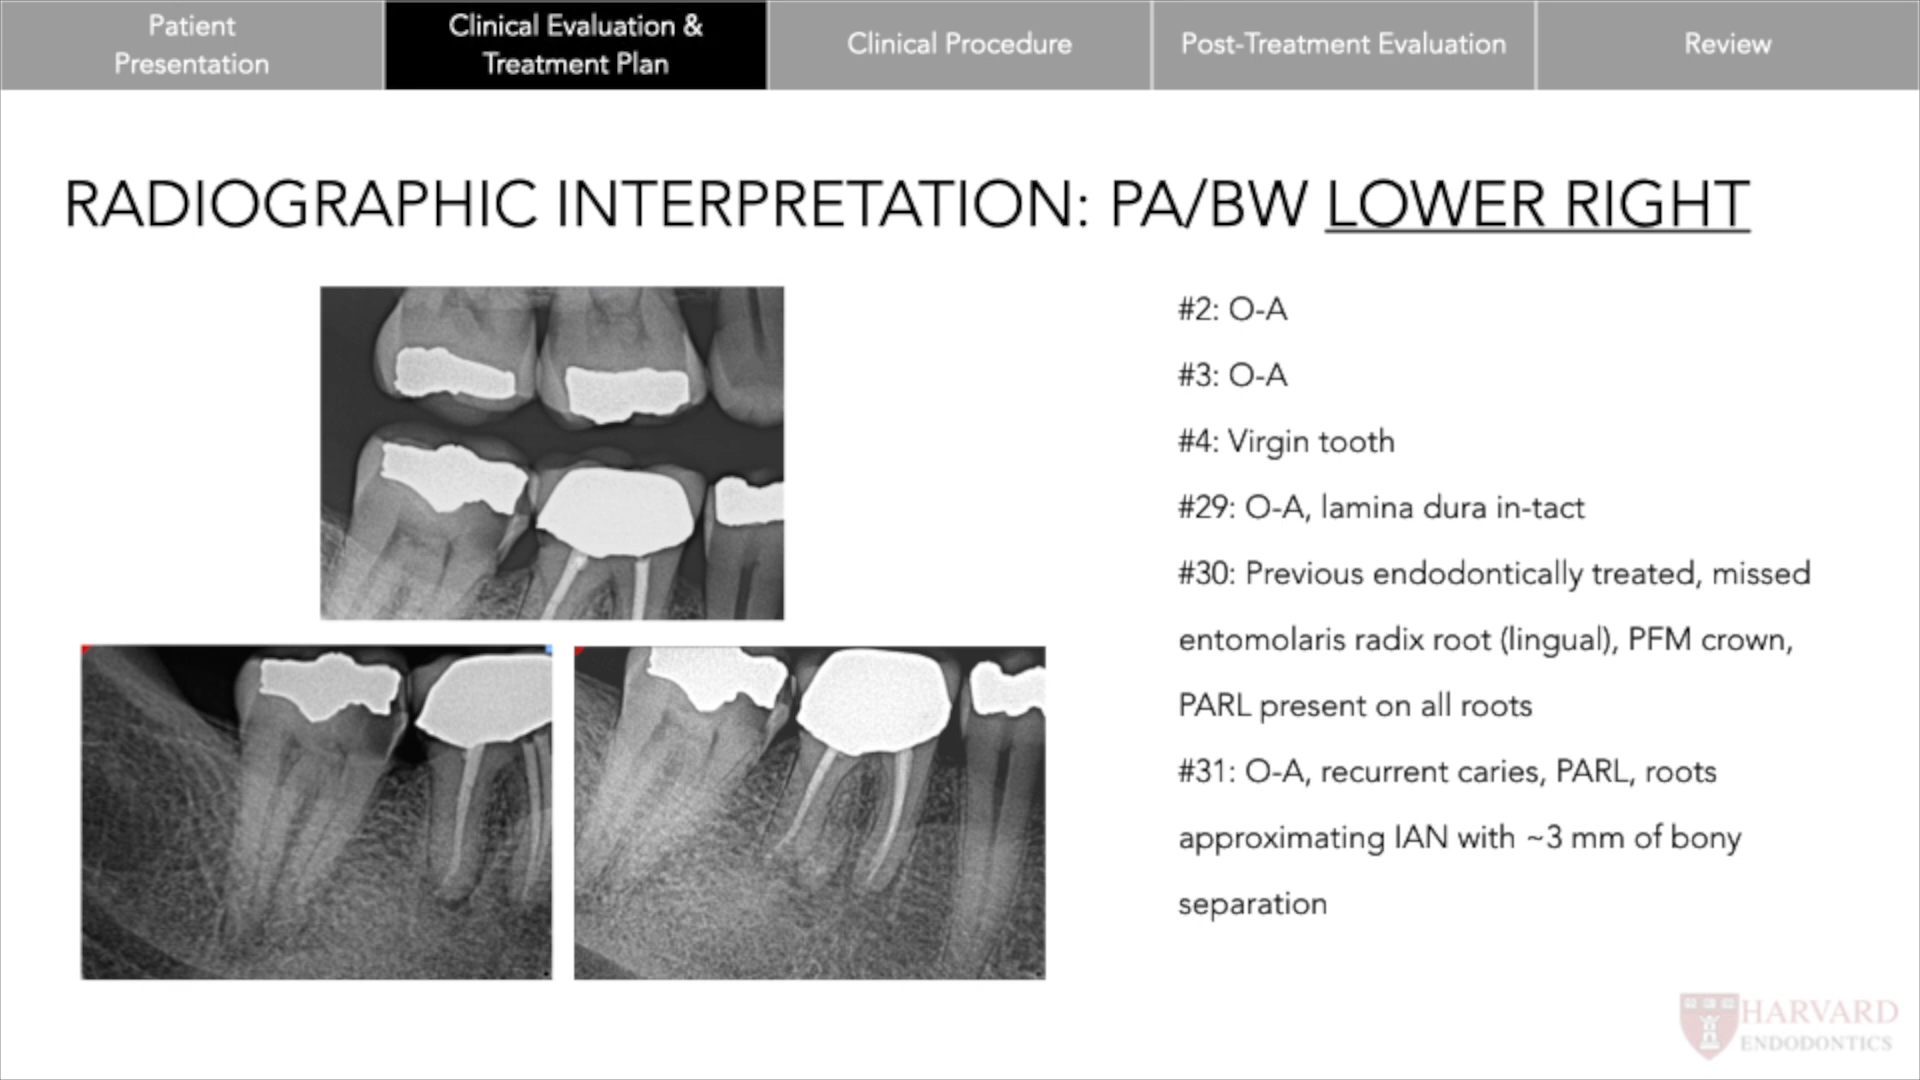 Patient
Presentation
Clinical Evaluation &
Treatment Plan
Clinical Procedure
Post-Treatment Evaluation
Review
RADIOGRAPHIC INTERPRETATION: PA/BW LOWER RIGHT
#2: O-A
#3: O-A
#4: Virgin tooth
#29: O-A, lamina dura in-tact
#30: Previous endodontically treated, missed
entomolaris radix root (lingual), PFM crown,
PARL present on all roots
#31: O-A, recurrent caries, PARL, roots
approximating IAN with ~3 mm of bony
separation
HARVARD
ENDODONTICS